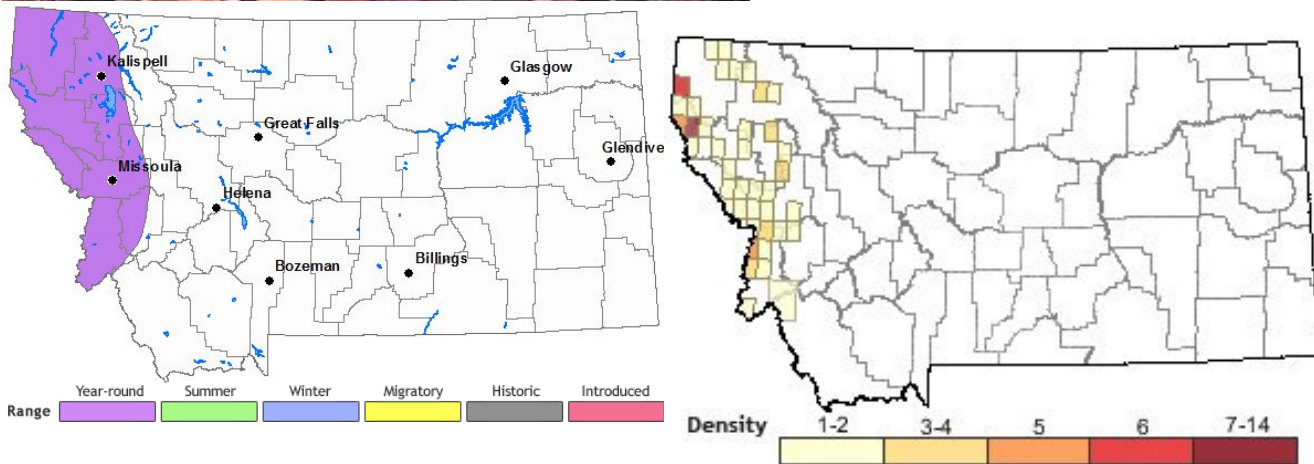 Kalispell
Glasgow
Great Falls
Glendive
Missoula
Helena
Bozeman
Billings
Range Year-round Summer Winter Migratory Historic Introduced
Density 1-2 3-4 5 6 7-14